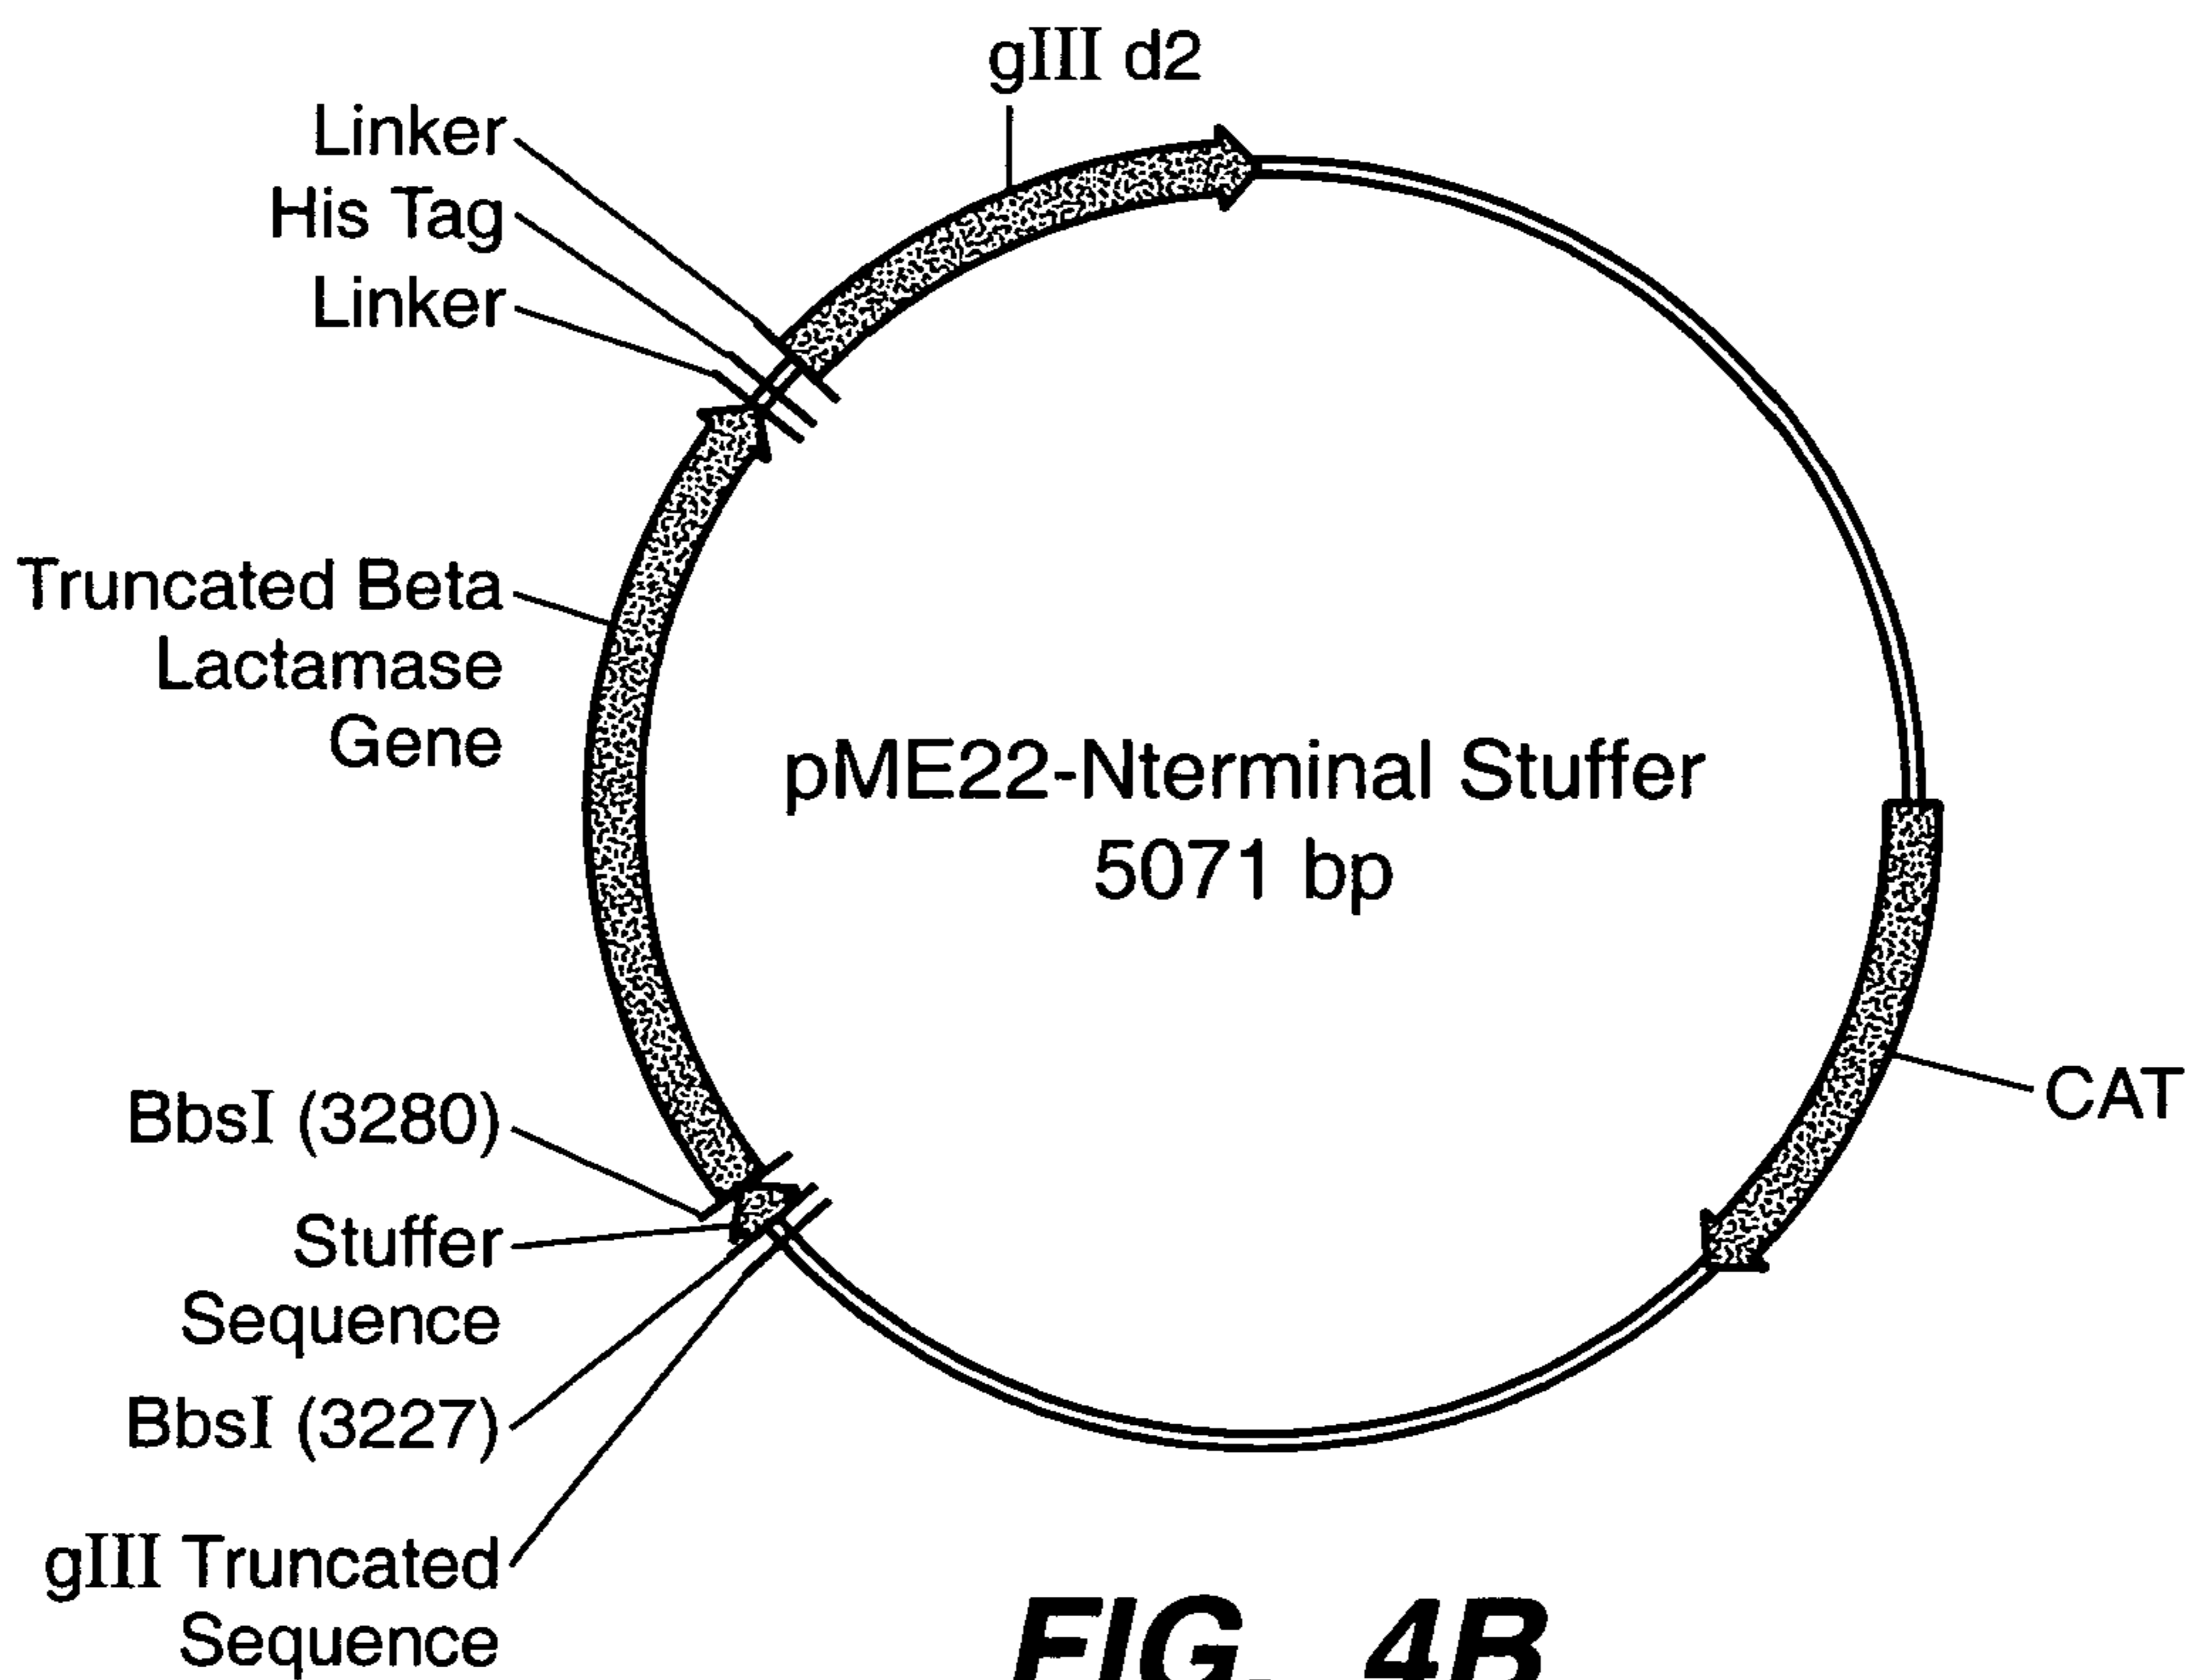 gIII d2
Linker
His Tag
Linker
Truncated Beta
Lactamase
Gene
pME22-Nterminal Stuffer
5071 bp
CAT
BbsI (3280)
Stuffer
Sequence
BbsI (3227)
gIII Truncated
Sequence
FIG. 4B